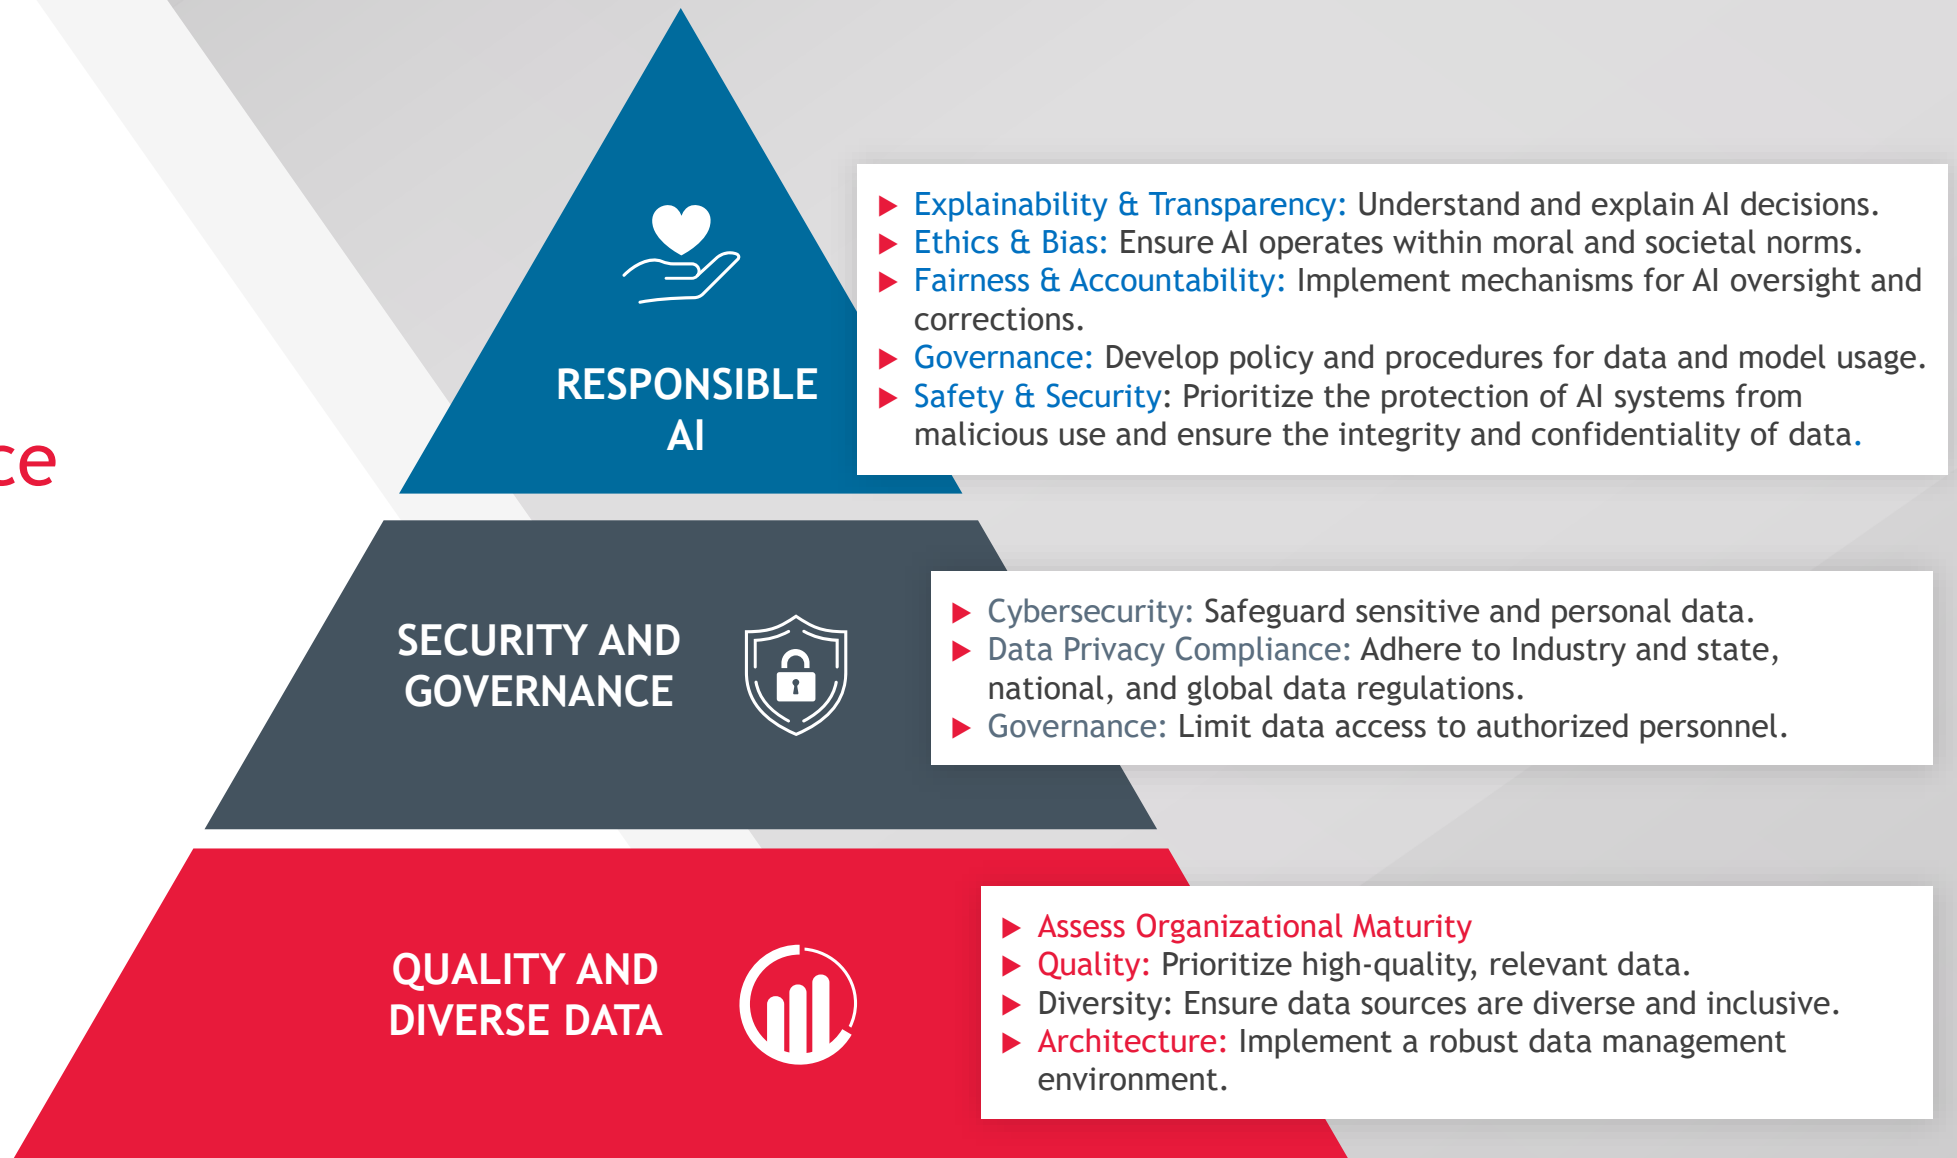 RESPONSIBLE
AI
▶ Explainability & Transparency: Understand and explain AI decisions.
▶ Ethics & Bias: Ensure AI operates within moral and societal norms.
▶ Fairness & Accountability: Implement mechanisms for AI oversight and
corrections.
▶ Governance: Develop policy and procedures for data and model usage.
▶ Safety & Security: Prioritize the protection of AI systems from
malicious use and ensure the integrity and confidentiality of data.
ce
SECURITY AND
GOVERNANCE
▶ Cybersecurity: Safeguard sensitive and personal data.
▶ Data Privacy Compliance: Adhere to Industry and state,
national, and global data regulations.
▶ Governance: Limit data access to authorized personnel.
QUALITY AND
DIVERSE DATA
▶ Assess Organizational Maturity
▶ Quality: Prioritize high-quality, relevant data.
▶ Diversity: Ensure data sources are diverse and inclusive.
▶ Architecture: Implement a robust data management
environment.